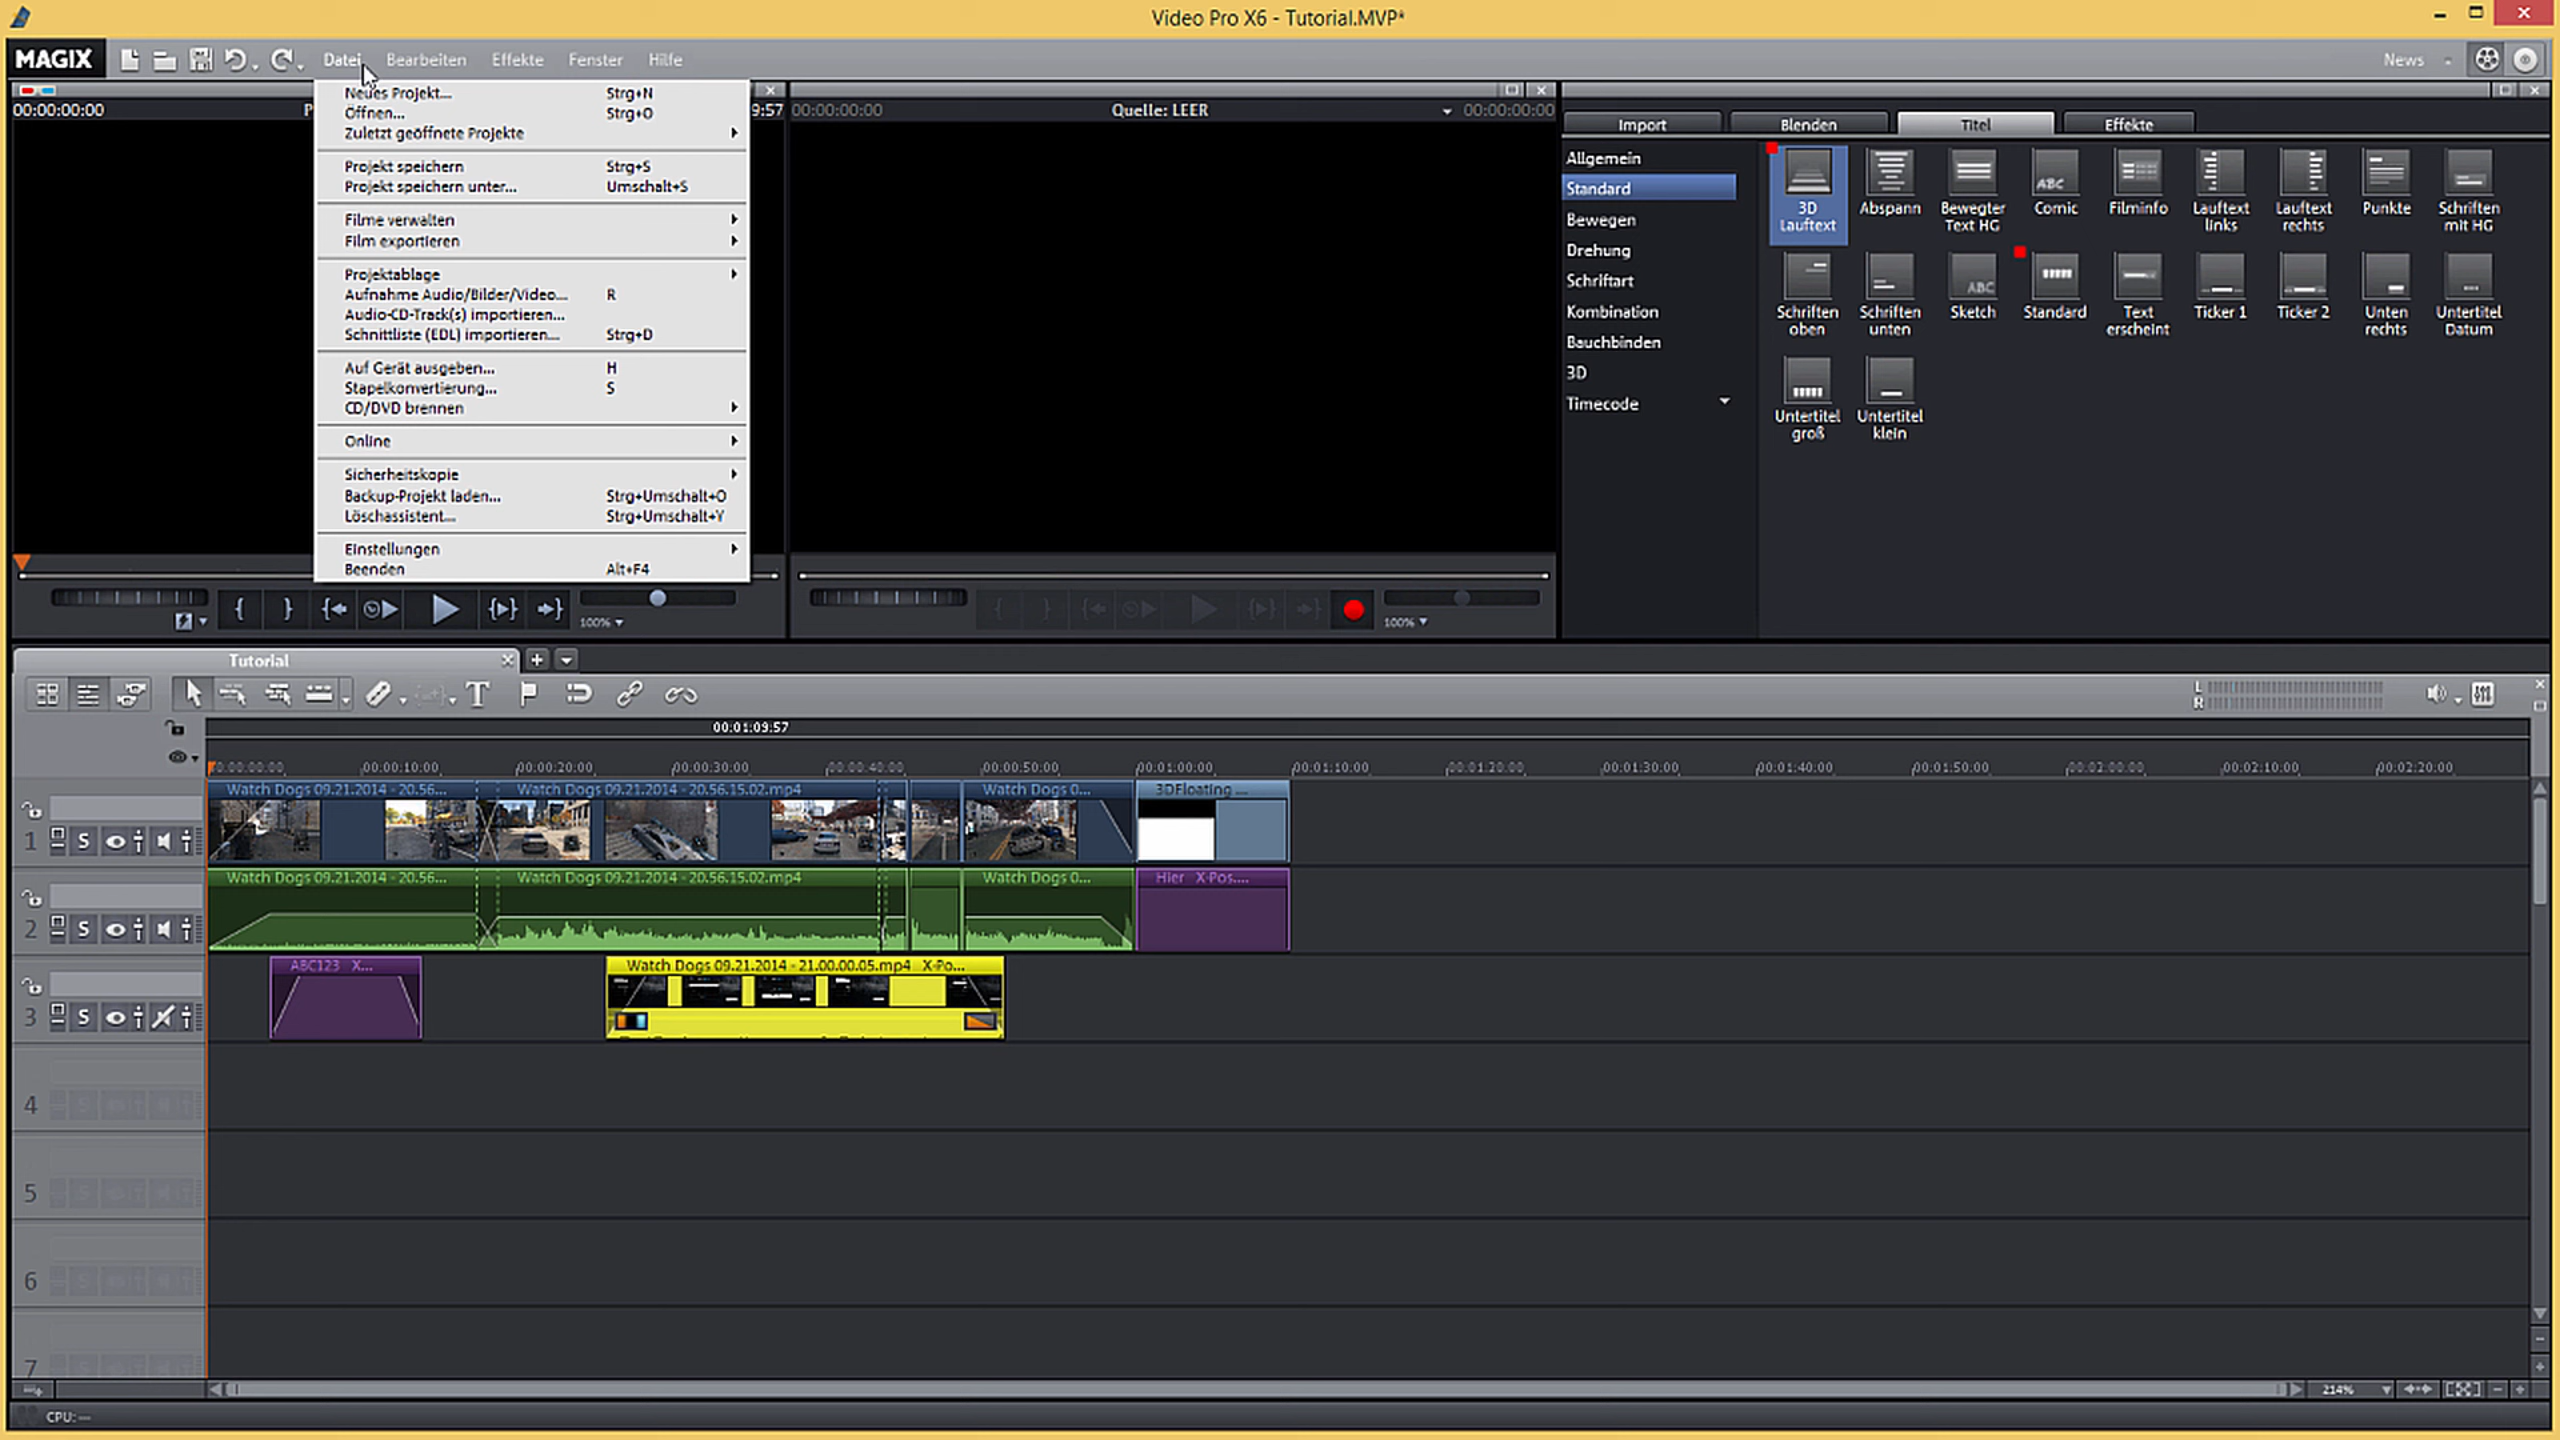 Video Pro X6 - Tutorial.MVP*
MAGIX
Datei Bearbeiten Effekte Fenster Hilfe
News
Neues Projekt... Strg+N
Öffnen... Strg+O
Zuletzt geöffnete Projekte
Projekt speichern Strg+S
Projekt speichern unter... Umschalt+S
Filme verwalten
Film exportieren
Projektablage
Aufnahme Audio/Bilder/Video... R
Audio-CD-Track(s) importieren...
Schnittliste (EDL) importieren... Strg+D
Auf Gerät ausgeben... H
Stapelkonvertierung... S
CD/DVD brennen
Online
Sicherheitskopie
Backup-Projekt laden... Strg+Umschalt+O
Löschassistent... Strg+Umschalt+Y
Einstellungen
Beenden Alt+F4
00:00:00:00 P 9:57
100%
00:00:00:00 Quelle: LEER 00:00:00:00
100%
Import Blenden Titel Effekte
Allgemein
Standard
Bewegen
Drehung
Schriftart
Kombination
Bauchbinden
3D
Timecode
3D Lauftext
Abspann
Bewegter Text HG
Comic
Filminfo
Lauftext links
Lauftext rechts
Punkte
Schriften mit HG
Schriften oben
Schriften unten
Sketch
Standard
Text erscheint
Ticker 1
Ticker 2
Unten rechts
Untertitel Datum
Untertitel groß
Untertitel klein
Tutorial
L
R
00:01:09:57
00:00:00:00 00:00:10:00 00:00:20:00 00:00:30:00 00:00:40:00 00:00:50:00 00:01:00:00 00:01:10:00 00:01:20:00 00:01:30:00 00:01:40:00 00:01:50:00 00:02:00:00 00:02:10:00 00:02:20:00
Watch Dogs 09.21.2014 - 20.56... Watch Dogs 09.21.2014 - 20.56.15.02.mp4 Watch Dogs 0... 3DFloating ...
1 S
Watch Dogs 09.21.2014 - 20.56... Watch Dogs 09.21.2014 - 20.56.15.02.mp4 Watch Dogs 0... Hier X-Pos....
2 S
ABC123 X... Watch Dogs 09.21.2014 - 21.00.00.05.mp4 X-Po...
3 S
4 S
5 S
6 S
7
214%
CPU: ---